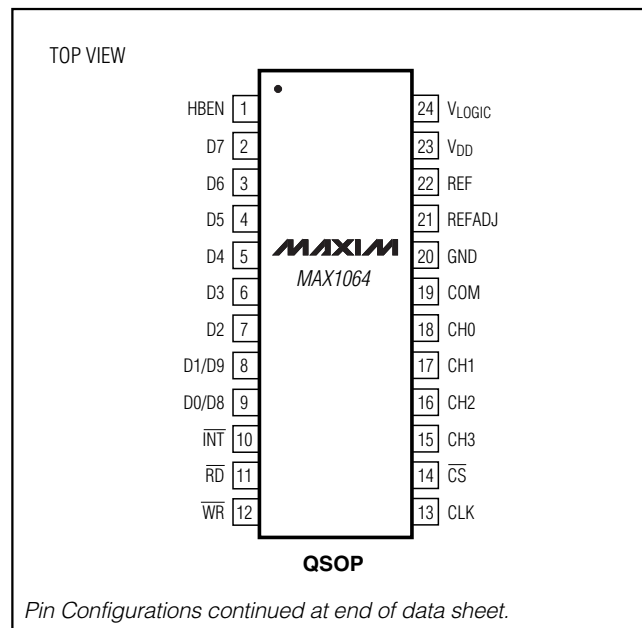 TOP VIEW
HBEN 1 24 VLOGIC
D7 2 23 VDD
D6 3 22 REF
D5 4 21 REFADJ
D4 5 MAXIM 20 GND
D3 6 MAX1064 19 COM
D2 7 18 CH0
D1/D9 8 17 CH1
D0/D8 9 16 CH2
INT 10 15 CH3
RD 11 14 CS
WR 12 13 CLK
QSOP
Pin Configurations continued at end of data sheet.